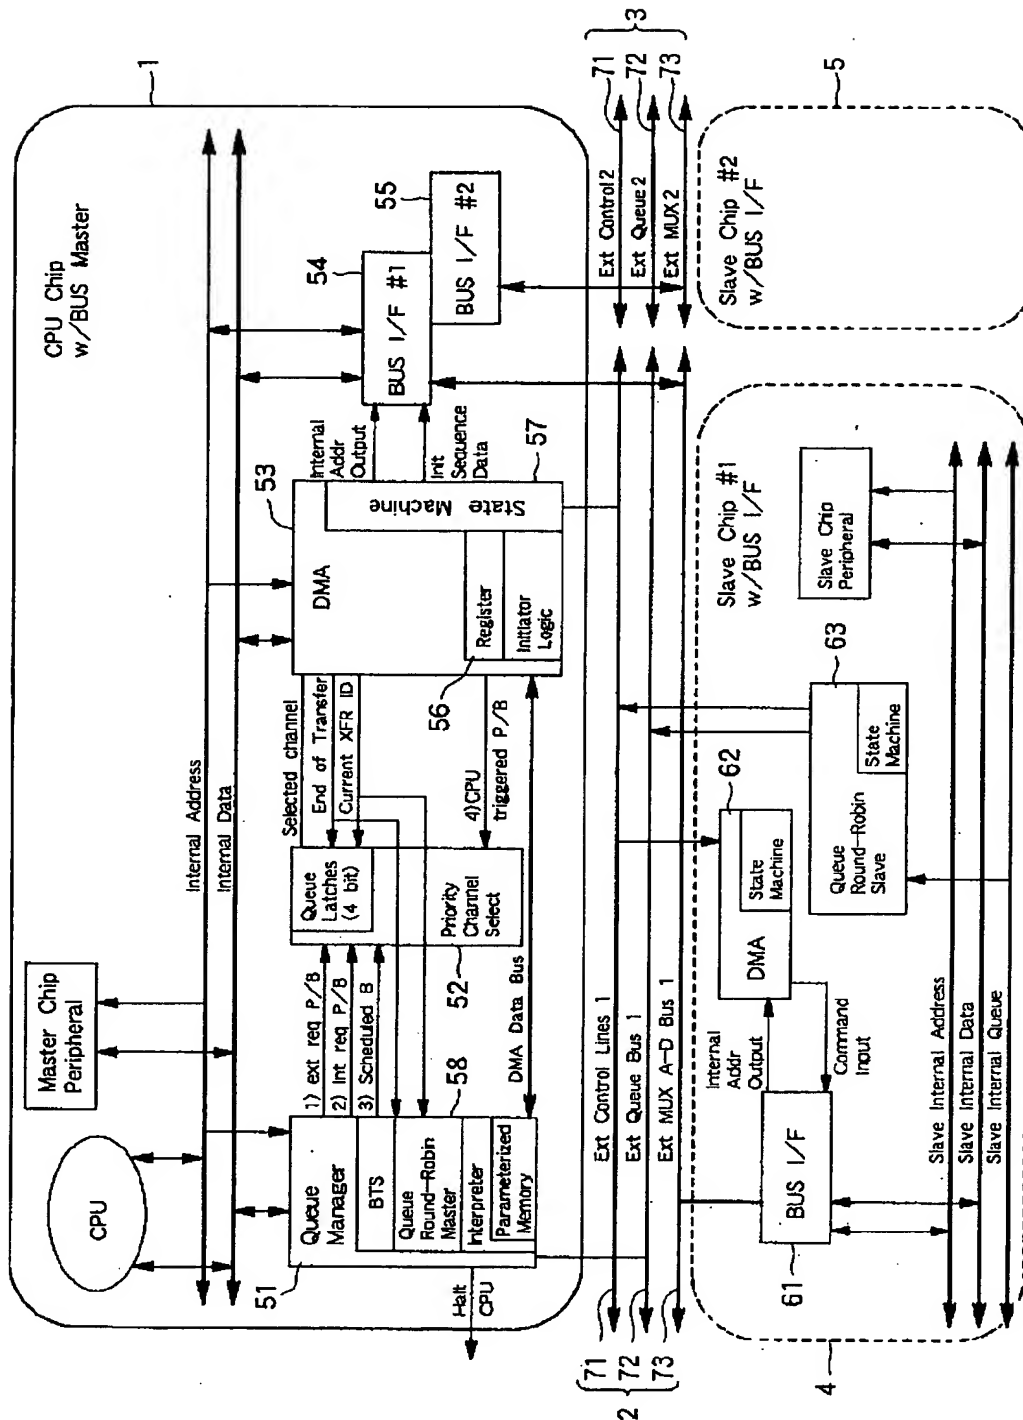 1
CPU Chip
w/BUS Master
CPU
Master Chip
Peripheral
Internal Address
Internal Data
51
Queue
Manager
BTS
Queue
Round-Robin
Master
Interpreter
Parameterized
Memory
58
Halt
CPU
1) ext req P/B
2) Int req P/B
3) Scheduled B
Queue
Latches
(4 bit)
Priority
Channel
Select
52
Selected channel
End of Transfer
Current XFR ID
4)CPU
triggered P/B
DMA Data Bus
53
DMA
State Machine
57
56
Register
Initiator
Logic
Internal
Addr
Output
Init
Sequence
Data
54
BUS I/F #1
55
BUS I/F #2
2
71
72
73
Ext Control Lines 1
Ext Queue Bus 1
Ext MUX A-D Bus 1
Ext Control2
Ext Queue2
Ext MUX2
71
72
73
3
4
Slave Chip #1
w/BUS I/F
61
BUS I/F
Internal
Addr
Output
Command
Input
62
DMA
State
Machine
63
Queue
Round-Robin
Slave
State
Machine
Slave Chip
Peripheral
Slave Internal Address
Slave Internal Data
Slave Internal Queue
5
Slave Chip #2
w/BUS I/F